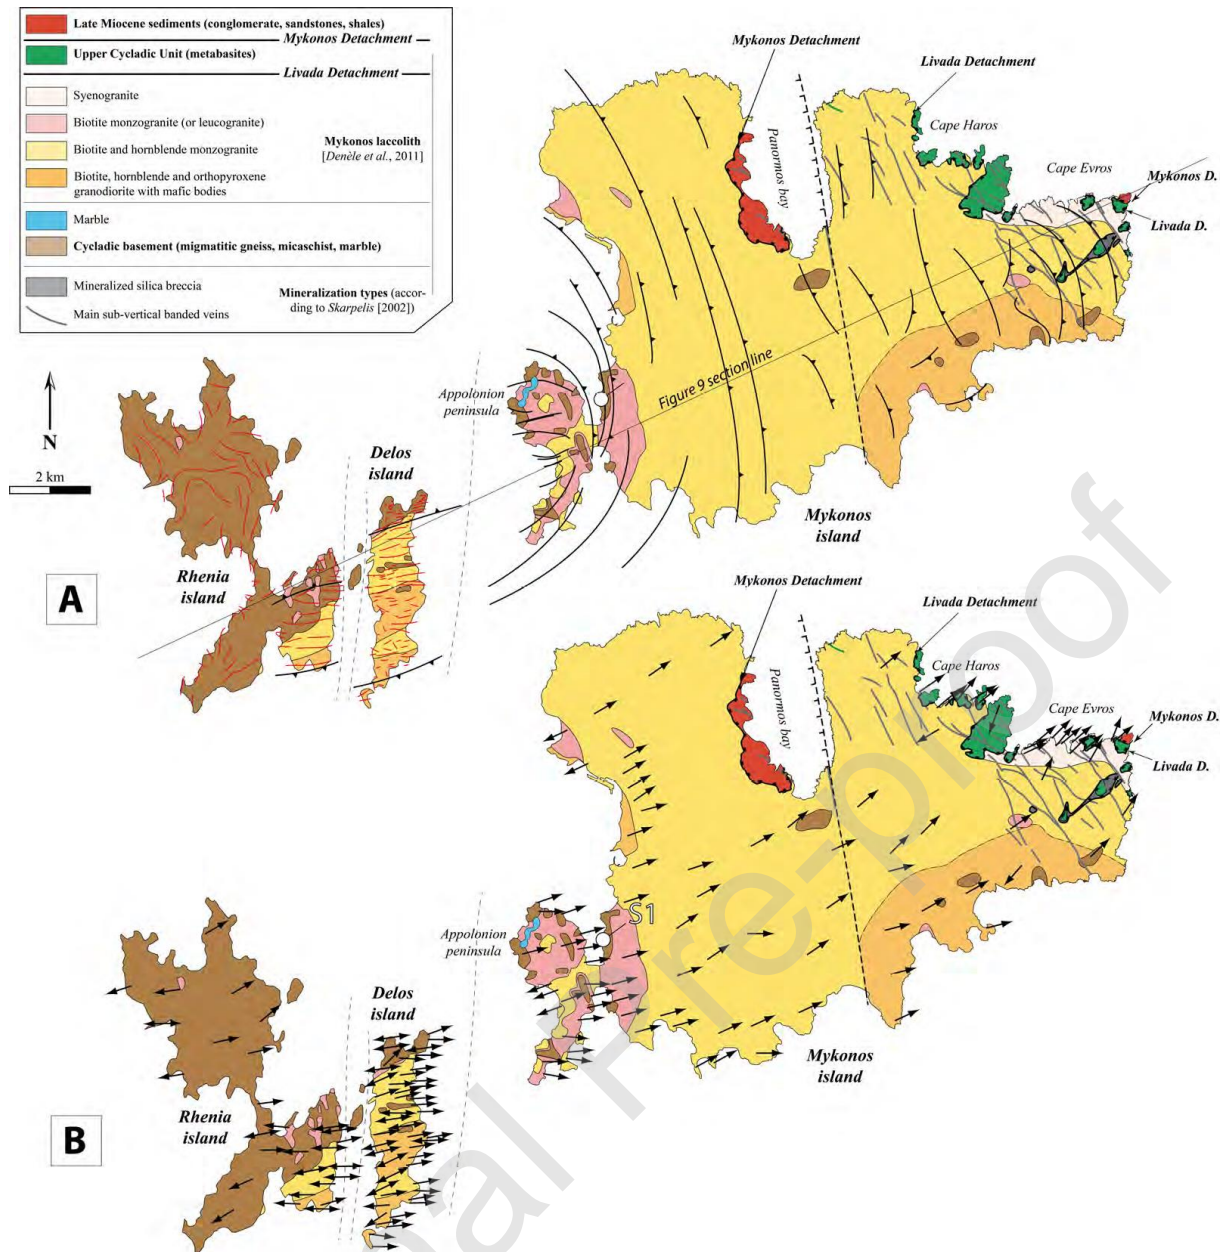 Late Miocene sediments (conglomerate, sandstones, shales)
Mykonos Detachment
Upper Cycladic Unit (metabasites)
Livada Detachment
Syenogranite
Biotite monzogranite (or leucogranite)
Biotite and hornblende monzogranite
Biotite, hornblende and orthopyroxene
granodiorite with mafic bodies
Mykonos laccolith
[Denèle et al., 2011]
Marble
Cycladic basement (migmatitic gneiss, micaschist, marble)
Mineralized silica breccia
Main sub-vertical banded veins
Mineralization types (accor-
ding to Skarpelis [2002])
Mykonos Detachment
Livada Detachment
Panormos bay
Cape Haros
Cape Evros
Mykonos D.
Livada D.
Figure 9 section line
Appolonion
peninsula
N
2 km
Delos
island
Rhenia
island
Mykonos
island
A
Mykonos Detachment
Livada Detachment
Panormos bay
Cape Haros
Cape Evros
Mykonos D.
Livada D.
S1
Appolonion
peninsula
Delos
island
Rhenia
island
Mykonos
island
B
nal Pre-proof